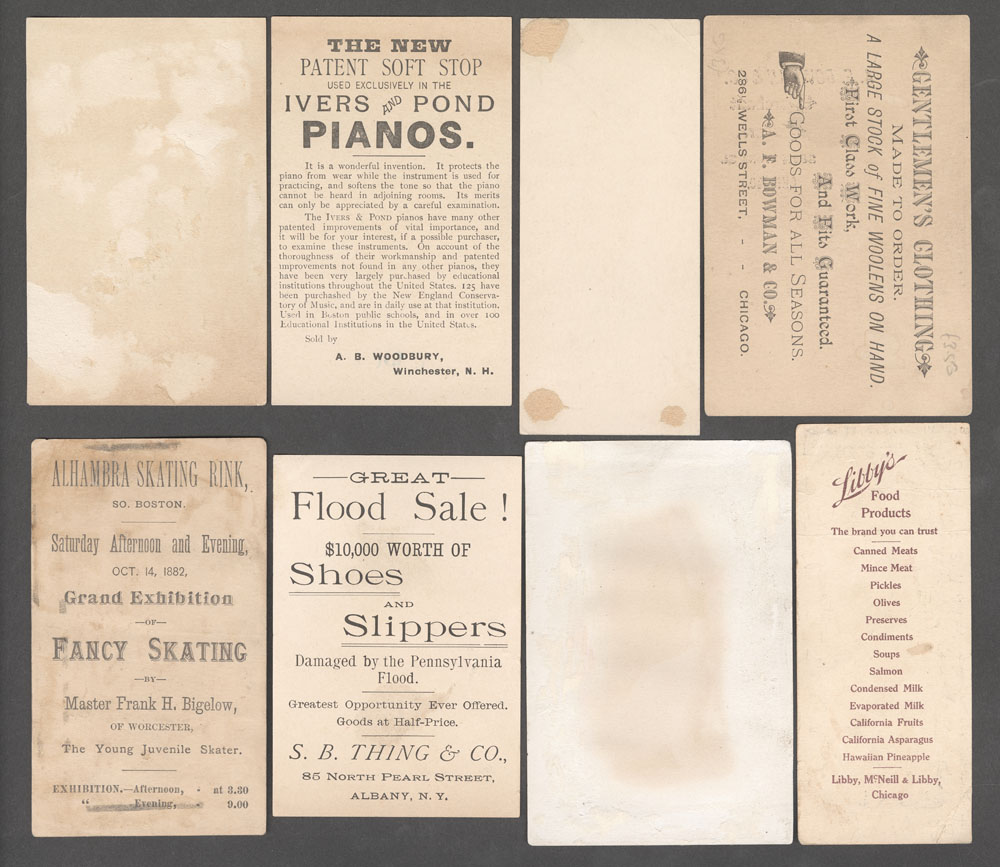 THE NEW
PATENT SOFT STOP
USED EXCLUSIVELY IN THE
IVERS AND POND
PIANOS.
It is a wonderful invention. It protects the
piano from wear while the instrument is used for
practicing, and softens the tone so that the piano
cannot be heard in adjoining rooms. Its merits
can only be appreciated by a careful examination.
The IVERS & POND pianos have many other
patented improvements of vital importance, and
it will be for your interest, if a possible purchaser,
to examine these instruments. On account of the
thoroughness of their workmanship and patented
improvements not found in any other pianos, they
have been very largely purchased by educational
institutions throughout the United States. 125 have
been purchashed by the New England Conserva-
tory of Music, and are in daily use at that institution.
Used in Boston public schools, and in over 100
Educational Institutions in the United States.
Sold by
A. B. WOODBURY,
Winchester, N. H.
GENTLEMEN'S CLOTHING
MADE TO ORDER.
A LARGE STOCK of FINE WOOLENS ON HAND.
First Class Work,
And Fits Guaranteed.
GOODS FOR ALL SEASONS.
A. F. BOWMAN & CO.
286½ WELLS STREET, - - CHICAGO.
ALHAMBRA SKATING RINK,
SO. BOSTON.
Saturday Afternoon and Evening,
OCT. 14, 1882,
Grand Exhibition
—OF—
FANCY SKATING
—BY—
Master Frank H. Bigelow,
OF WORCESTER,
The Young Juvenile Skater.
EXHIBITION.—Afternoon, - at 3.30
" Evening, - 9.00
GREAT
Flood Sale!
$10,000 WORTH OF
Shoes
AND
Slippers
Damaged by the Pennsylvania
Flood.
Greatest Opportunity Ever Offered.
Goods at Half-Price.
S. B. THING & CO.,
85 NORTH PEARL STREET,
ALBANY, N. Y.
Libby's
Food
Products
The brand you can trust
Canned Meats
Mince Meat
Pickles
Olives
Preserves
Condiments
Soups
Salmon
Condensed Milk
Evaporated Milk
California Fruits
California Asparagus
Hawaiian Pineapple
Libby, McNeill & Libby,
Chicago